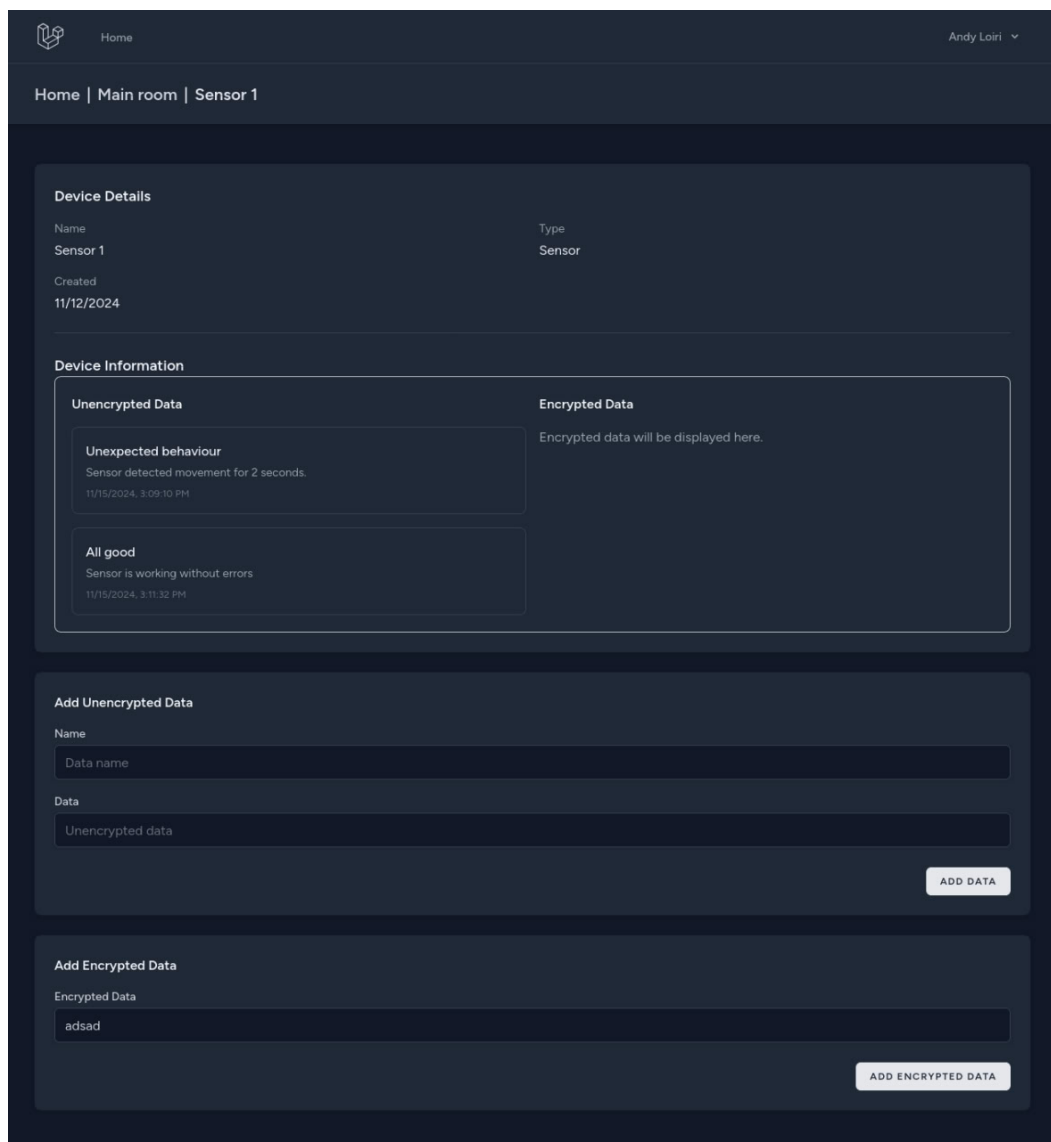 Home
Andy Loiri
Home | Main room | Sensor 1
Device Details
Name
Sensor 1
Type
Sensor
Created
11/12/2024
Device Information
Unencrypted Data
Unexpected behaviour
Sensor detected movement for 2 seconds.
11/15/2024, 3:09:10 PM
All good
Sensor is working without errors
11/15/2024, 3:11:32 PM
Encrypted Data
Encrypted data will be displayed here.
Add Unencrypted Data
Name
Data name
Data
Unencrypted data
ADD DATA
Add Encrypted Data
Encrypted Data
adsad
ADD ENCRYPTED DATA